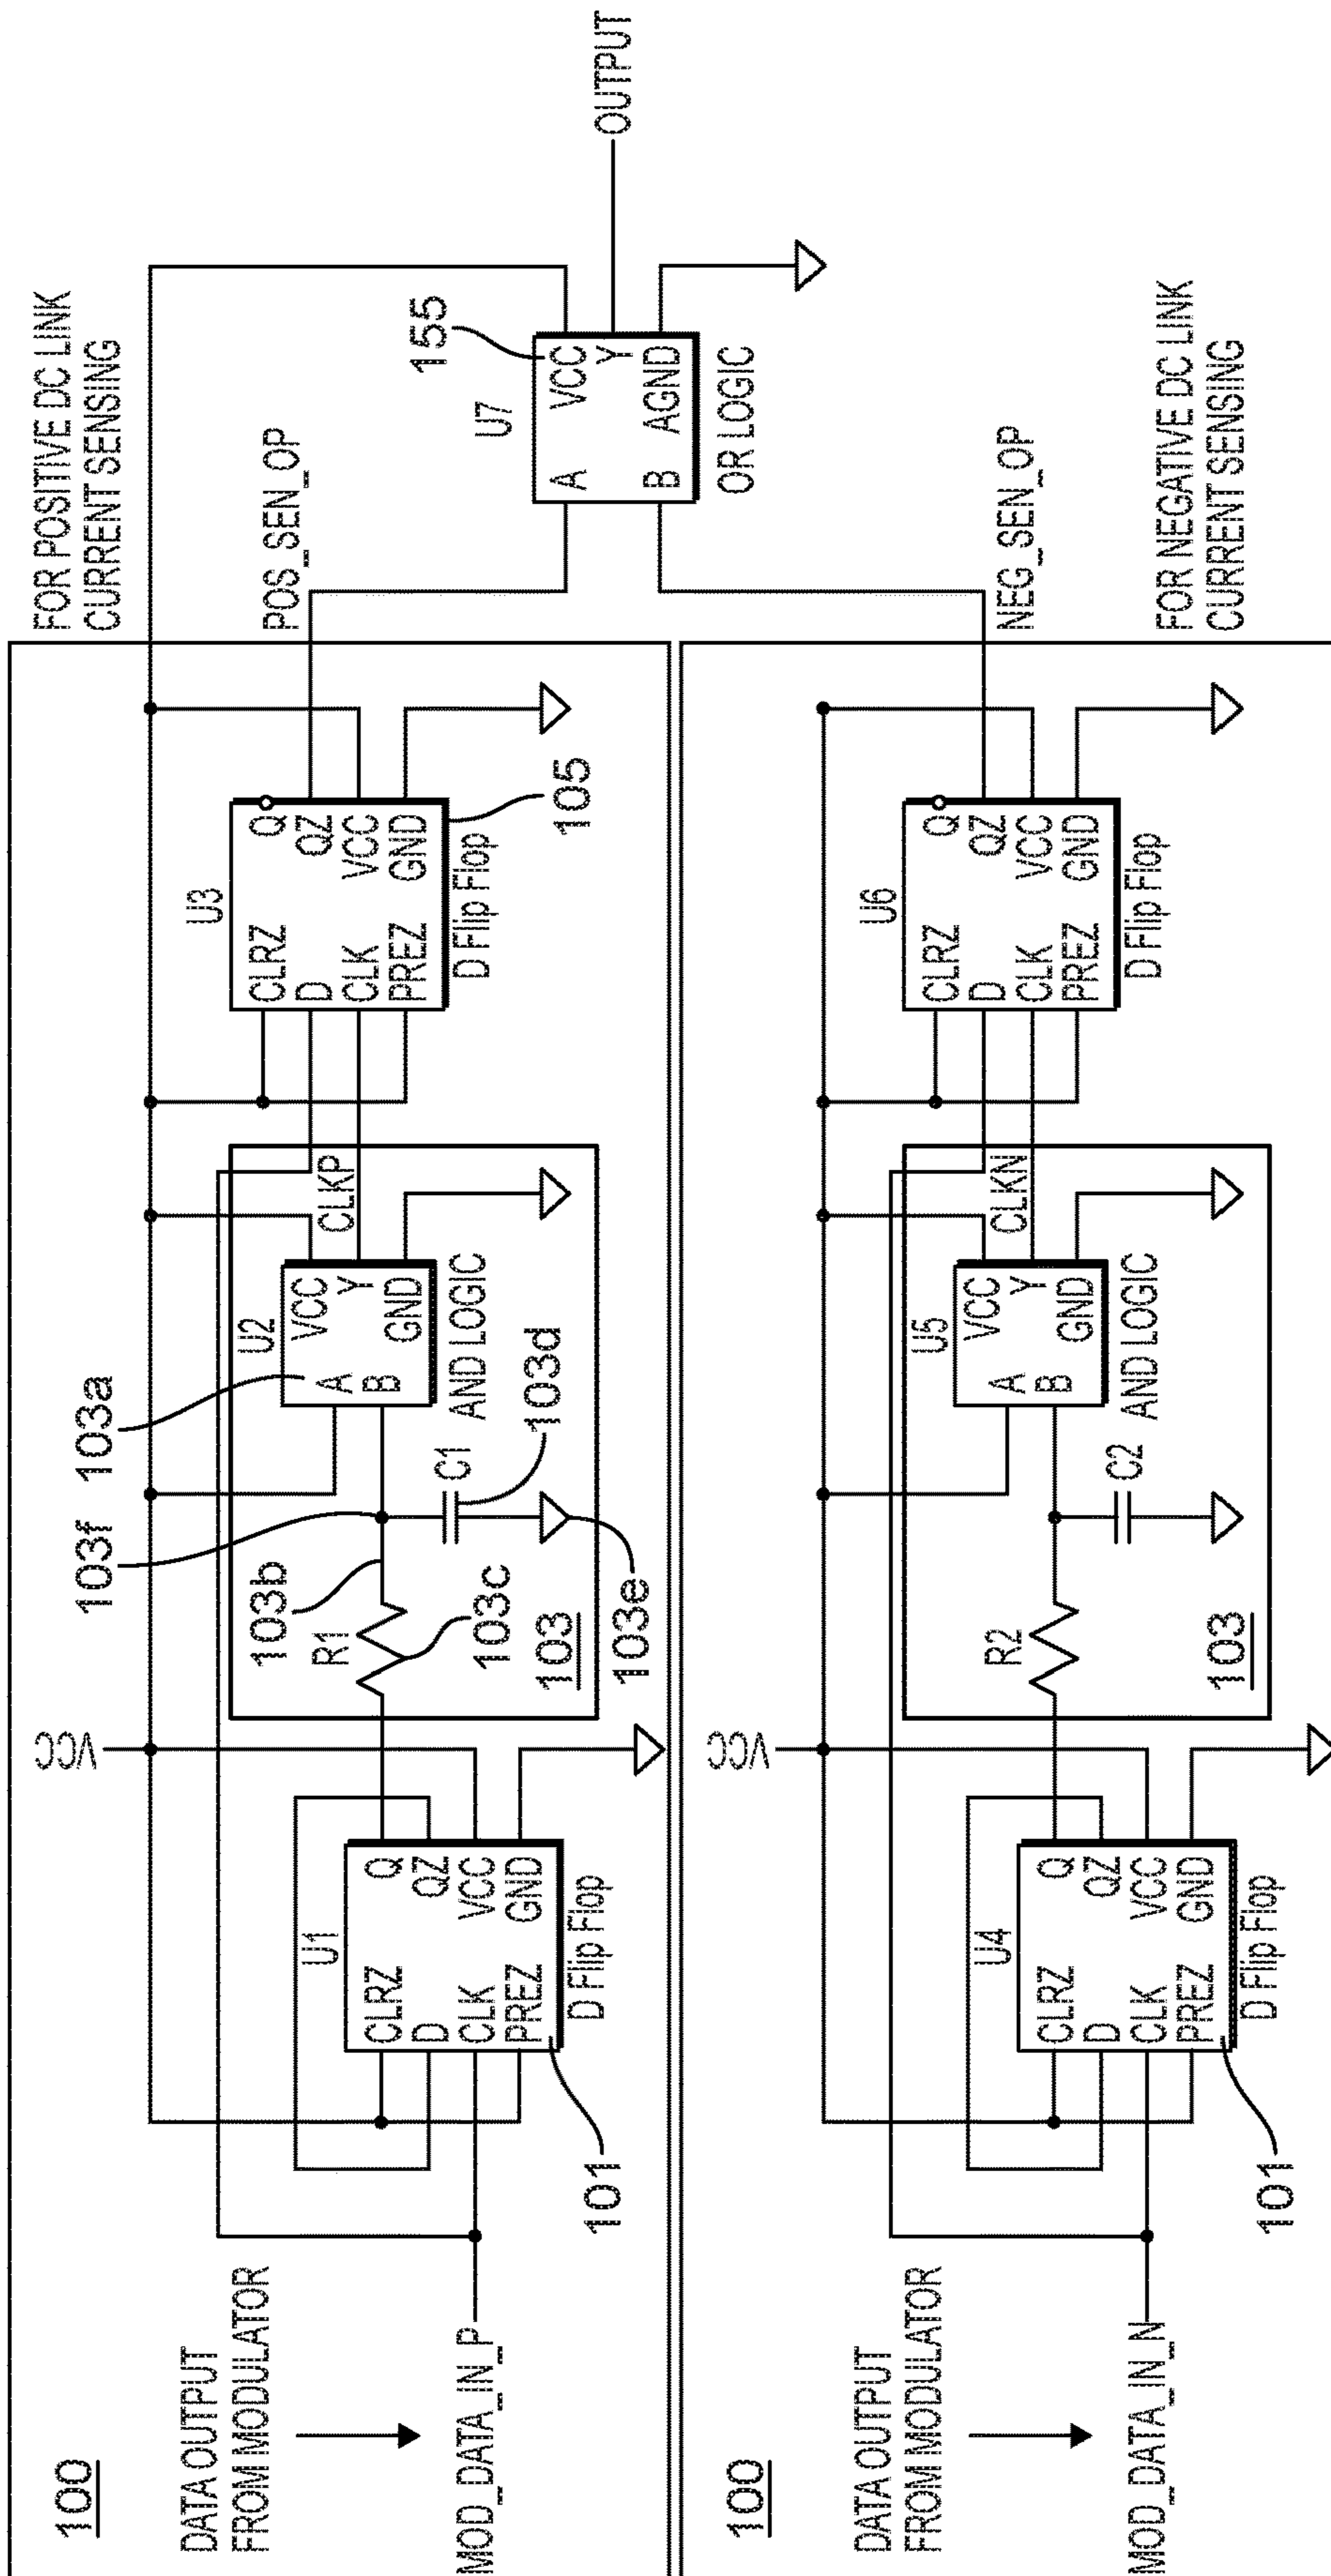 100
DATA OUTPUT
FROM MODULATOR
MOD_DATA_IN_P
101
U1
CLRZ
D
CLK
PREZ
Q
QZ
VCC
GND
D Flip Flop
VCC
R1
103b
103c
103
103f
103a
103e
C1
103d
U2
A
B
VCC
Y
GND
AND LOGIC
CLKP
U3
CLRZ
D
CLK
PREZ
Q
QZ
VCC
GND
D Flip Flop
105
POS_SEN_OP
FOR POSITIVE DC LINK
CURRENT SENSING
U7
A
B
VCC
Y
AGND
OR LOGIC
155
OUTPUT
100
DATA OUTPUT
FROM MODULATOR
MOD_DATA_IN_N
101
U4
CLRZ
D
CLK
PREZ
Q
QZ
VCC
GND
D Flip Flop
VCC
R2
103
C2
U5
A
B
VCC
Y
GND
AND LOGIC
CLKN
U6
CLRZ
D
CLK
PREZ
Q
QZ
VCC
GND
D Flip Flop
NEG_SEN_OP
FOR NEGATIVE DC LINK
CURRENT SENSING